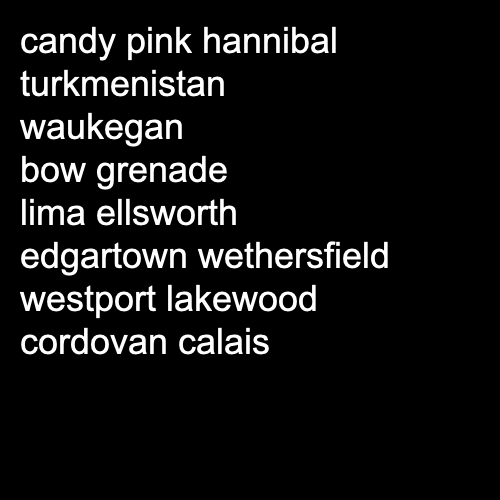 candy pink hannibal
turkmenistan
waukegan
bow grenade
lima ellsworth
edgartown wethersfield
westport lakewood
cordovan calais